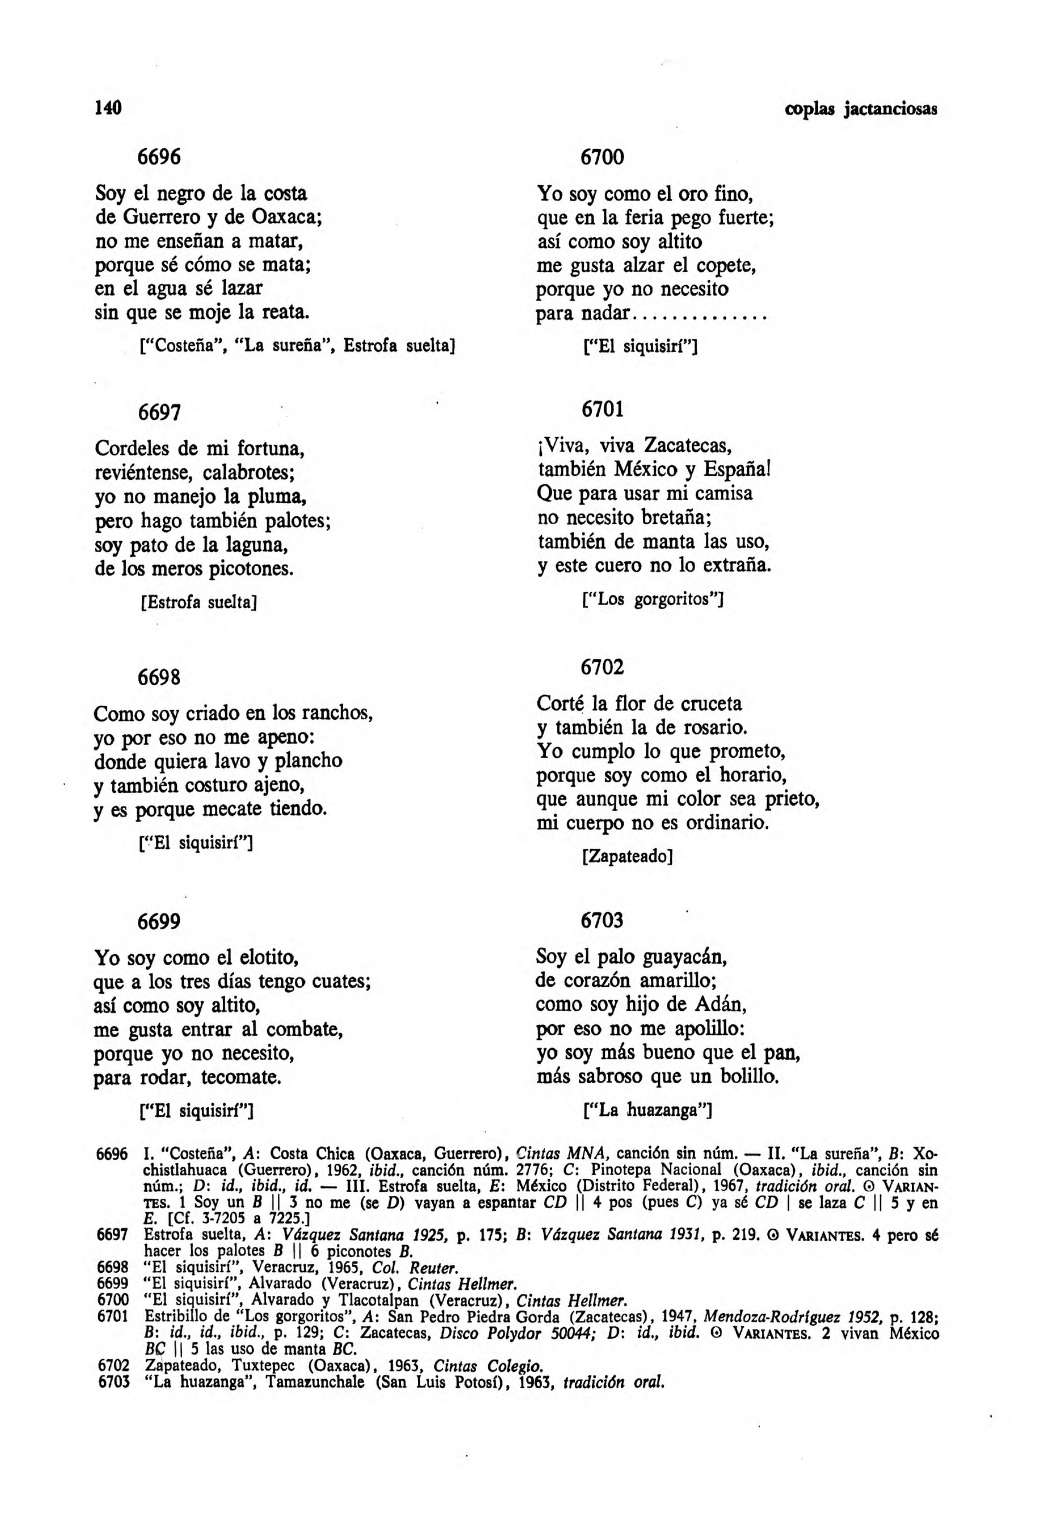 140
coplas jactanciosas
6696
Soy el negro de la costa
de Guerrero y de Oaxaca;
no me enseñan a matar,
porque sé cómo se mata;
en el agua sé lazar
sin que se moje la reata.
["Costeña", "La sureña", Estrofa suelta]
6697
Cordeles de mi fortuna,
reviéntense, calabrotes;
yo no manejo la pluma,
pero hago también palotes;
soy pato de la laguna,
de los meros picotones.
[Estrofa suelta]
6698
Como soy criado en los ranchos,
yo por eso no me apeno:
donde quiera lavo y plancho
y también costuro ajeno,
y es porque mecate tiendo.
["El siquisirí"]
6699
Yo soy como el elotito,
que a los tres días tengo cuates;
así como soy altito,
me gusta entrar al combate,
porque yo no necesito,
para rodar, tecomate.
["El siquisirí"]
6700
Yo soy como el oro fino,
que en la feria pego fuerte;
así como soy altito
me gusta alzar el copete,
porque yo no necesito
para nadar..............
["El siquisirí"]
6701
¡Viva, viva Zacatecas,
también México y España!
Que para usar mi camisa
no necesito bretaña;
también de manta las uso,
y este cuero no lo extraña.
["Los gorgoritos"]
6702
Corté la flor de cruceta
y también la de rosario.
Yo cumplo lo que prometo,
porque soy como el horario,
que aunque mi color sea prieto,
mi cuerpo no es ordinario.
[Zapateado]
6703
Soy el palo guayacán,
de corazón amarillo;
como soy hijo de Adán,
por eso no me apolillo:
yo soy más bueno que el pan,
más sabroso que un bolillo.
["La huazanga"]
6696 I. "Costeña", A: Costa Chica (Oaxaca, Guerrero), Cintas MNA, canción sin núm. — II. "La sureña", B: Xo-
chistlahuaca (Guerrero), 1962, ibid., canción núm. 2776; C: Pinotepa Nacional (Oaxaca), ibid., canción sin
núm.; D: id., ibid., id. — III. Estrofa suelta, E: México (Distrito Federal), 1967, tradición oral. ⊙ VARIAN-
TES. 1 Soy un B || 3 no me (se D) vayan a espantar CD || 4 pos (pues C) ya sé CD | se laza C || 5 y en
E. [Cf. 3-7205 a 7225.]
6697 Estrofa suelta, A: Vázquez Santana 1925, p. 175; B: Vázquez Santana 1931, p. 219. ⊙ VARIANTES. 4 pero sé
hacer los palotes B || 6 piconotes B.
6698 "El siquisirí", Veracruz, 1965, Col. Reuter.
6699 "El siquisirí", Alvarado (Veracruz), Cintas Hellmer.
6700 "El siquisirí", Alvarado y Tlacotalpan (Veracruz), Cintas Hellmer.
6701 Estribillo de "Los gorgoritos", A: San Pedro Piedra Gorda (Zacatecas), 1947, Mendoza-Rodríguez 1952, p. 128;
B: id., id., ibid., p. 129; C: Zacatecas, Disco Polydor 50044; D: id., ibid. ⊙ VARIANTES. 2 vivan México
BC || 5 las uso de manta BC.
6702 Zapateado, Tuxtepec (Oaxaca), 1963, Cintas Colegio.
6703 "La huazanga", Tamazunchale (San Luis Potosí), 1963, tradición oral.